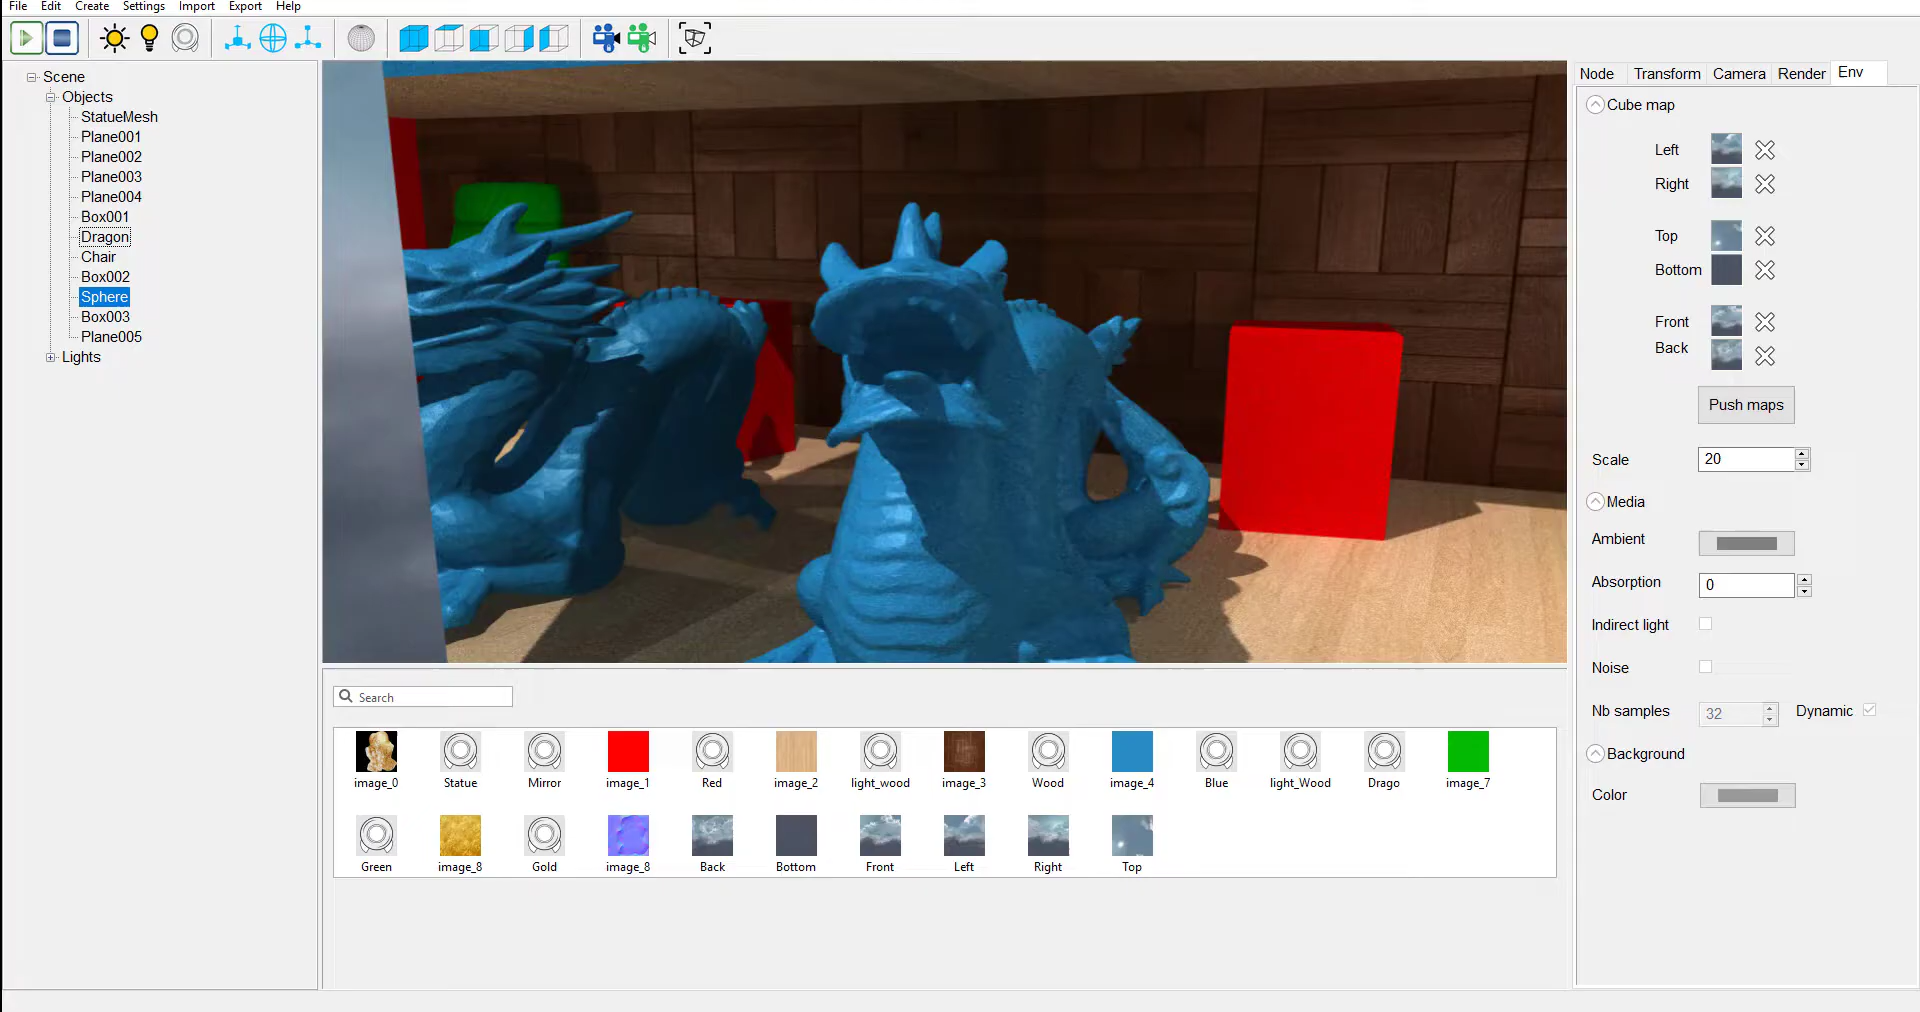 File Edit Create Settings Import Export Help
Scene
Objects
StatueMesh
Plane001
Plane002
Plane003
Plane004
Box001
Dragon
Chair
Box002
Sphere
Box003
Plane005
Lights
Search
image_0 Statue Mirror image_1 Red image_2 light_wood image_3 Wood image_4 Blue light_Wood Drago image_7
Green image_8 Gold image_8 Back Bottom Front Left Right Top
Node Transform Camera Render Env
Cube map
Left
Right
Top
Bottom
Front
Back
Push maps
Scale 20
Media
Ambient
Absorption 0
Indirect light
Noise
Nb samples 32 Dynamic
Background
Color